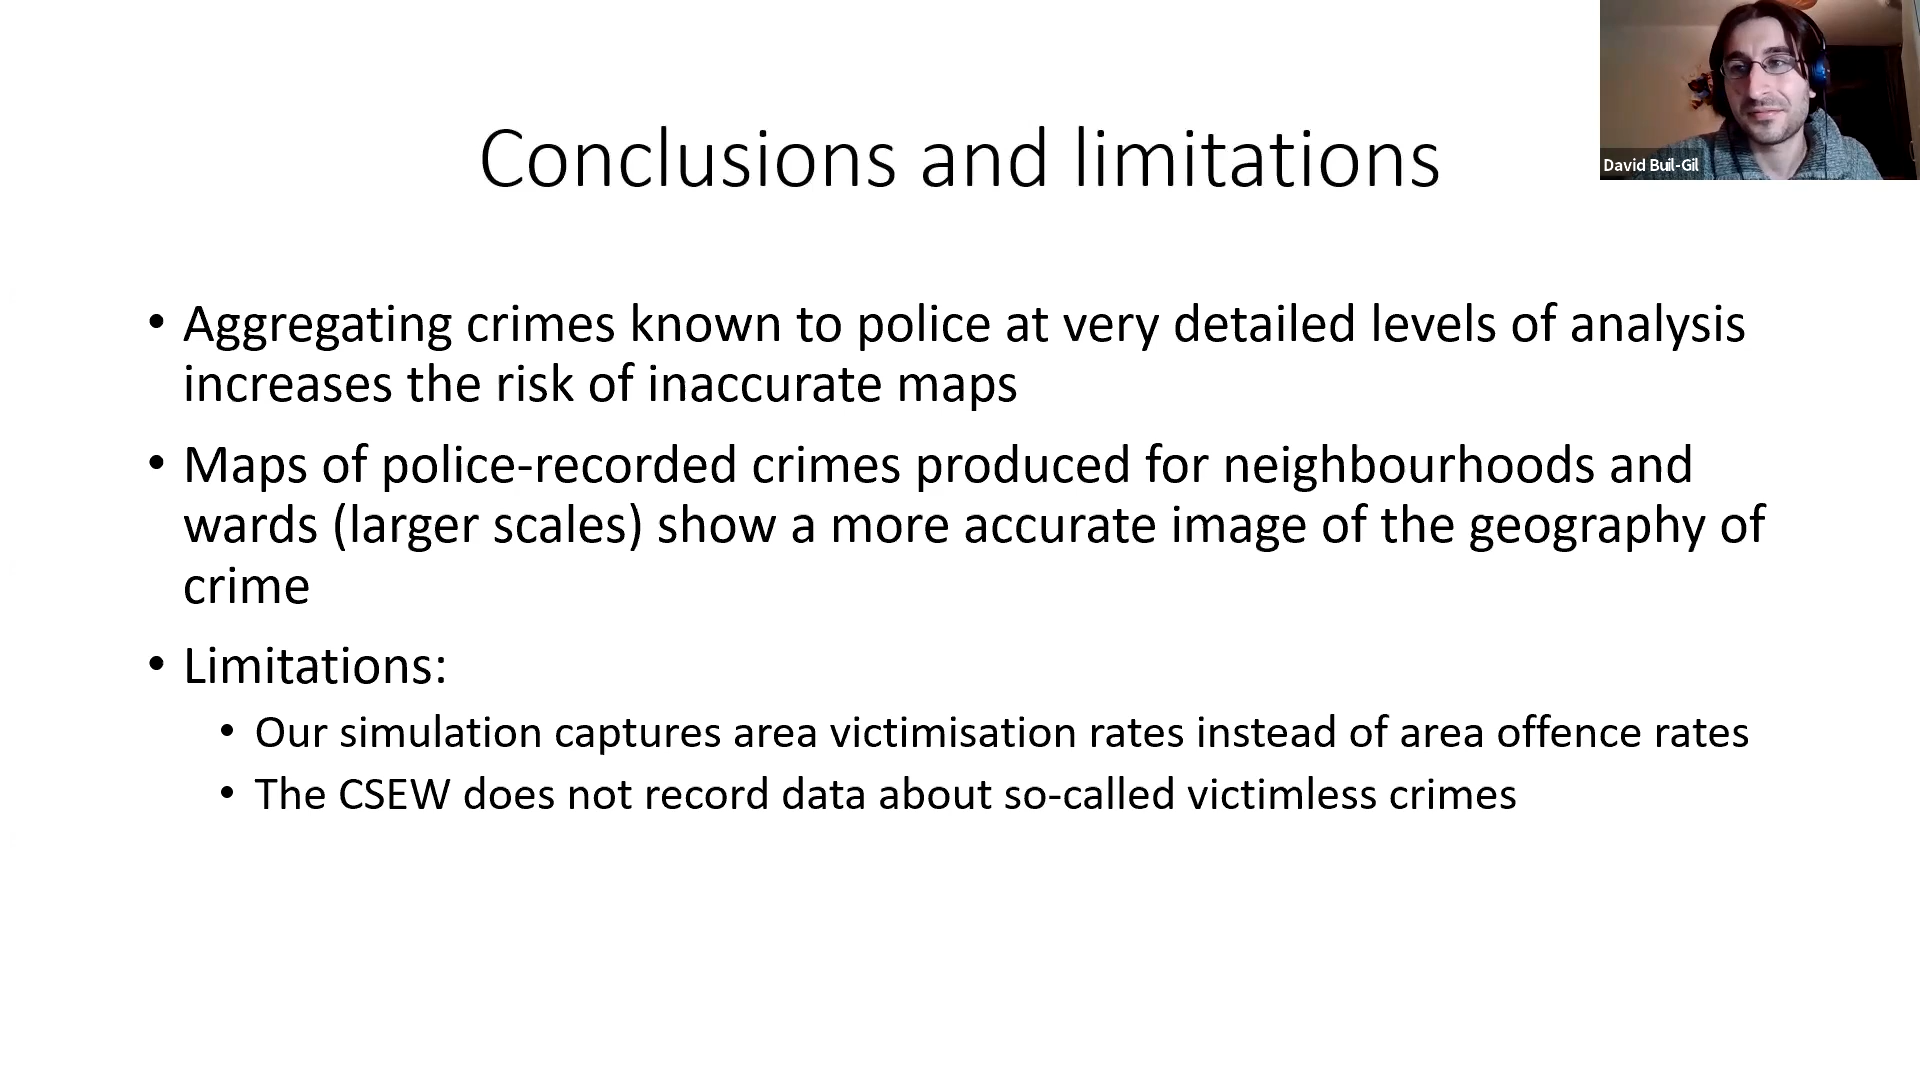 Conclusions and limitations
David Buil-Gil
• Aggregating crimes known to police at very detailed levels of analysis
increases the risk of inaccurate maps
• Maps of police-recorded crimes produced for neighbourhoods and
wards (larger scales) show a more accurate image of the geography of
crime
• Limitations:
• Our simulation captures area victimisation rates instead of area offence rates
• The CSEW does not record data about so-called victimless crimes